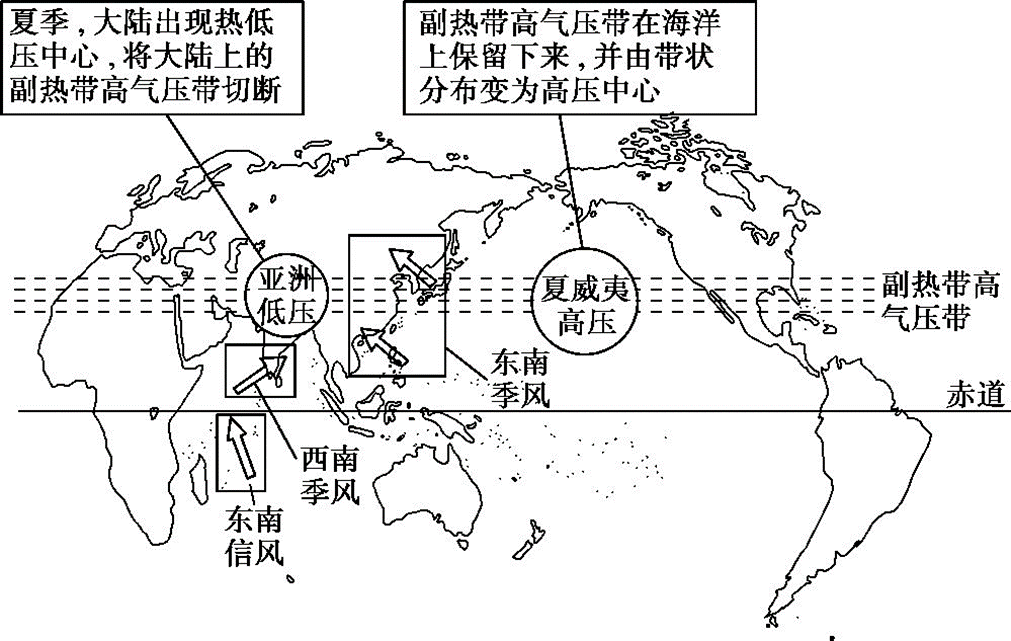 夏季,大陆出现热低
压中心,将大陆上的
副热带高气压带切断
副热带高气压带在海洋
上保留下来,并由带状
分布变为高压中心
亚洲
低压
夏威夷
高压
副热带高
气压带
东南
季风
赤道
西南
季风
东南
信风